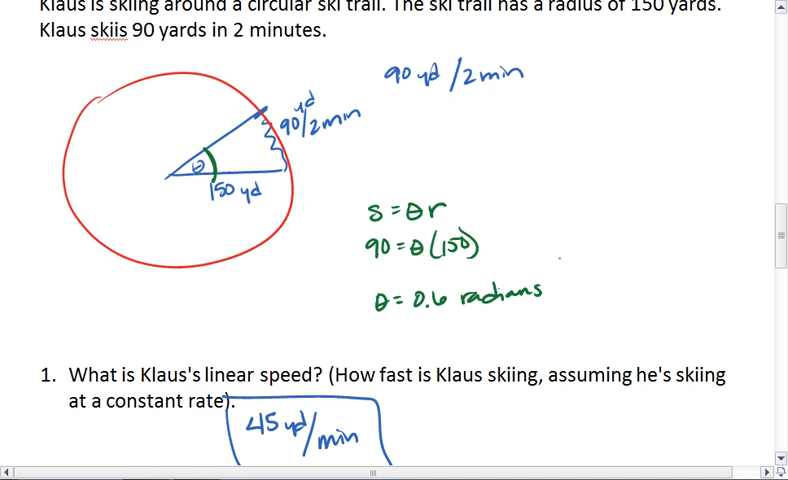 Klaus is skiing around a circular ski trail. The ski trail has a radius of 150 yards.
Klaus skiis 90 yards in 2 minutes.
90 yd / 2 min
90 yd/2 min
θ
150 yd
s = θ r
90 = θ (150)
θ = 0.6 radians
1. What is Klaus's linear speed? (How fast is Klaus skiing, assuming he's skiing
at a constant rate).
45 yd/min